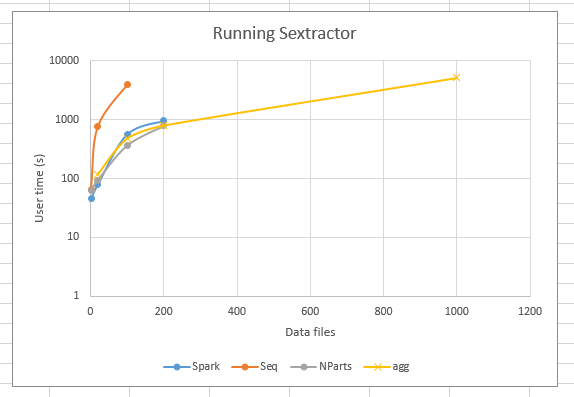 Running Sextractor
10000
1000
100
10
1
User time (s)
0 200 400 600 800 1000 1200
Data files
Spark Seq NParts agg